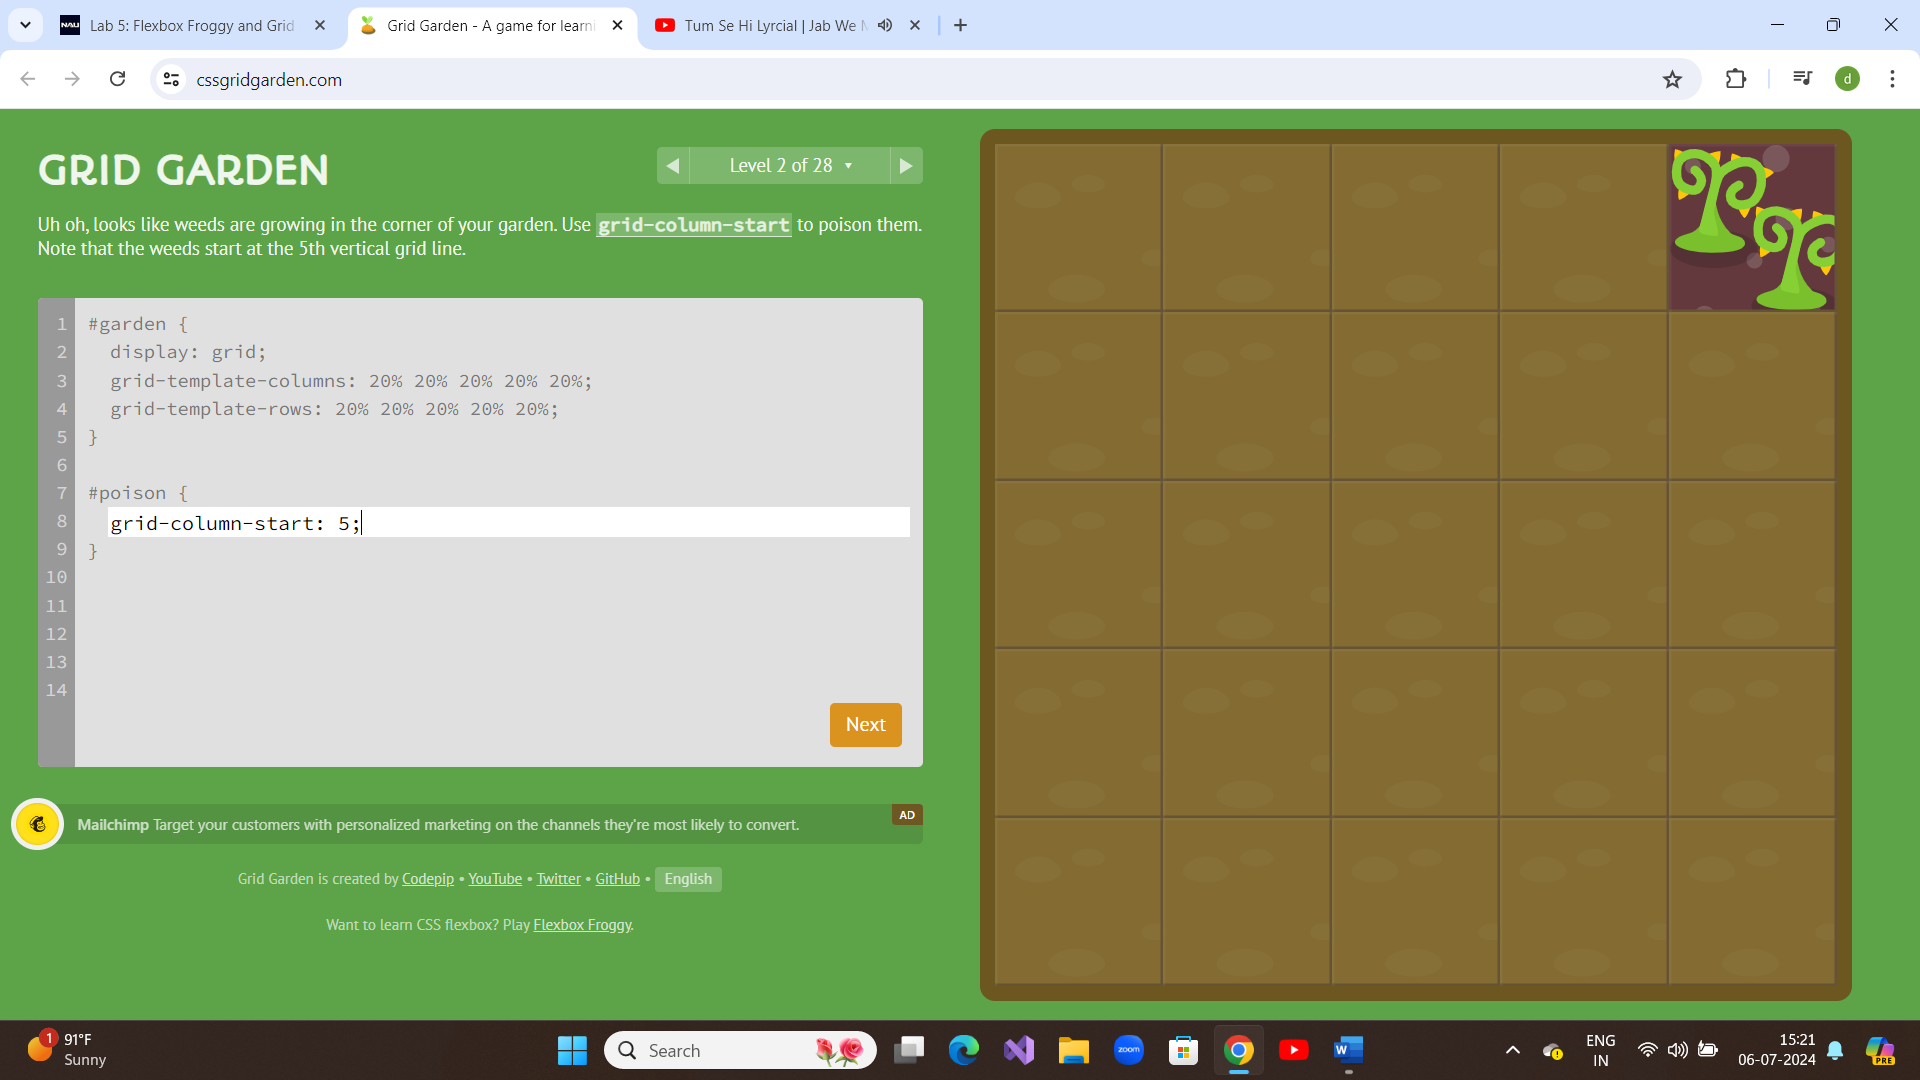 NAU Lab 5: Flexbox Froggy and Grid
Grid Garden - A game for learni
Tum Se Hi Lyrcial | Jab We M
cssgridgarden.com
d
GRID GARDEN
Level 2 of 28
Uh oh, looks like weeds are growing in the corner of your garden. Use grid-column-start to poison them.
Note that the weeds start at the 5th vertical grid line.
1 #garden {
2 display: grid;
3 grid-template-columns: 20% 20% 20% 20% 20%;
4 grid-template-rows: 20% 20% 20% 20% 20%;
5 }
6
7 #poison {
8 grid-column-start: 5;
9 }
10
11
12
13
14
Next
Mailchimp Target your customers with personalized marketing on the channels they're most likely to convert.
AD
Grid Garden is created by Codepip • YouTube • Twitter • GitHub • English
Want to learn CSS flexbox? Play Flexbox Froggy.
1
91°F
Sunny
Search
zoom
W
ENG
IN
15:21
06-07-2024
PRE